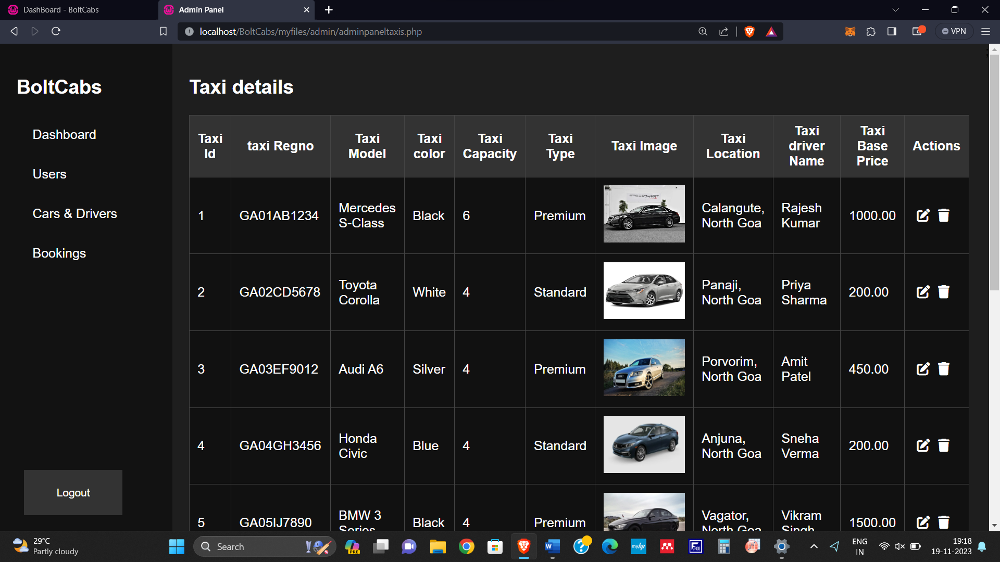 DashBoard - BoltCabs
Admin Panel
localhost/BoltCabs/myfiles/admin/adminpaneltaxis.php
VPN
BoltCabs
Dashboard
Users
Cars & Drivers
Bookings
Logout
Taxi details
Taxi Id
taxi Regno
Taxi Model
Taxi color
Taxi Capacity
Taxi Type
Taxi Image
Taxi Location
Taxi driver Name
Taxi Base Price
Actions
1
GA01AB1234
Mercedes S-Class
Black
6
Premium
Calangute, North Goa
Rajesh Kumar
1000.00
2
GA02CD5678
Toyota Corolla
White
4
Standard
Panaji, North Goa
Priya Sharma
200.00
3
GA03EF9012
Audi A6
Silver
4
Premium
Porvorim, North Goa
Amit Patel
450.00
4
GA04GH3456
Honda Civic
Blue
4
Standard
Anjuna, North Goa
Sneha Verma
200.00
5
GA05IJ7890
BMW 3 Series
Black
4
Premium
Vagator, North Goa
Vikram Singh
1500.00
29°C
Partly cloudy
Search
PRE
myhp
ENG
IN
19:18
19-11-2023